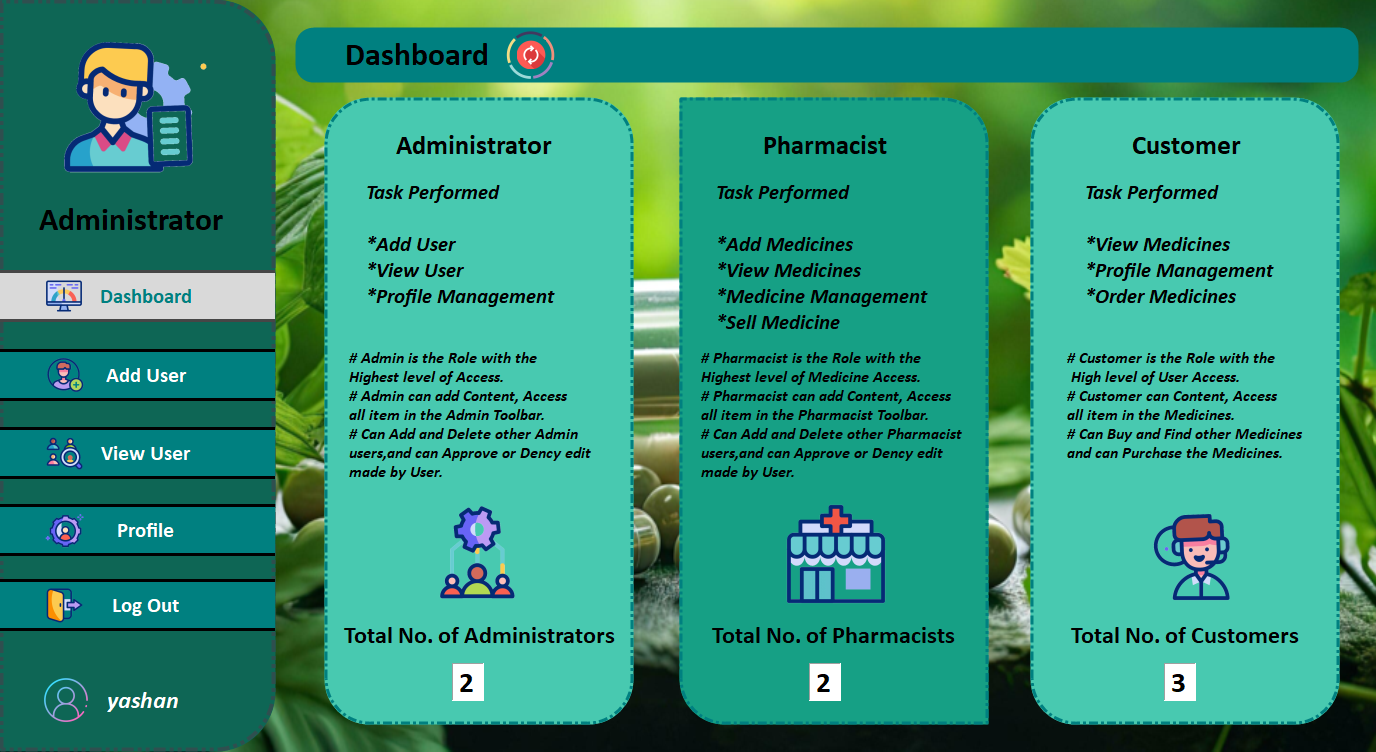 Administrator
Dashboard
Add User
View User
Profile
Log Out
yashan
Dashboard
Administrator
Task Performed
*Add User
*View User
*Profile Management
# Admin is the Role with the
Highest level of Access.
# Admin can add Content, Access
all item in the Admin Toolbar.
# Can Add and Delete other Admin
users,and can Approve or Dency edit
made by User.
Total No. of Administrators
2
Pharmacist
Task Performed
*Add Medicines
*View Medicines
*Medicine Management
*Sell Medicine
# Pharmacist is the Role with the
Highest level of Medicine Access.
# Pharmacist can add Content, Access
all item in the Pharmacist Toolbar.
# Can Add and Delete other Pharmacist
users,and can Approve or Dency edit
made by User.
Total No. of Pharmacists
2
Customer
Task Performed
*View Medicines
*Profile Management
*Order Medicines
# Customer is the Role with the
High level of User Access.
# Customer can Content, Access
all item in the Medicines.
# Can Buy and Find other Medicines
and can Purchase the Medicines.
Total No. of Customers
3